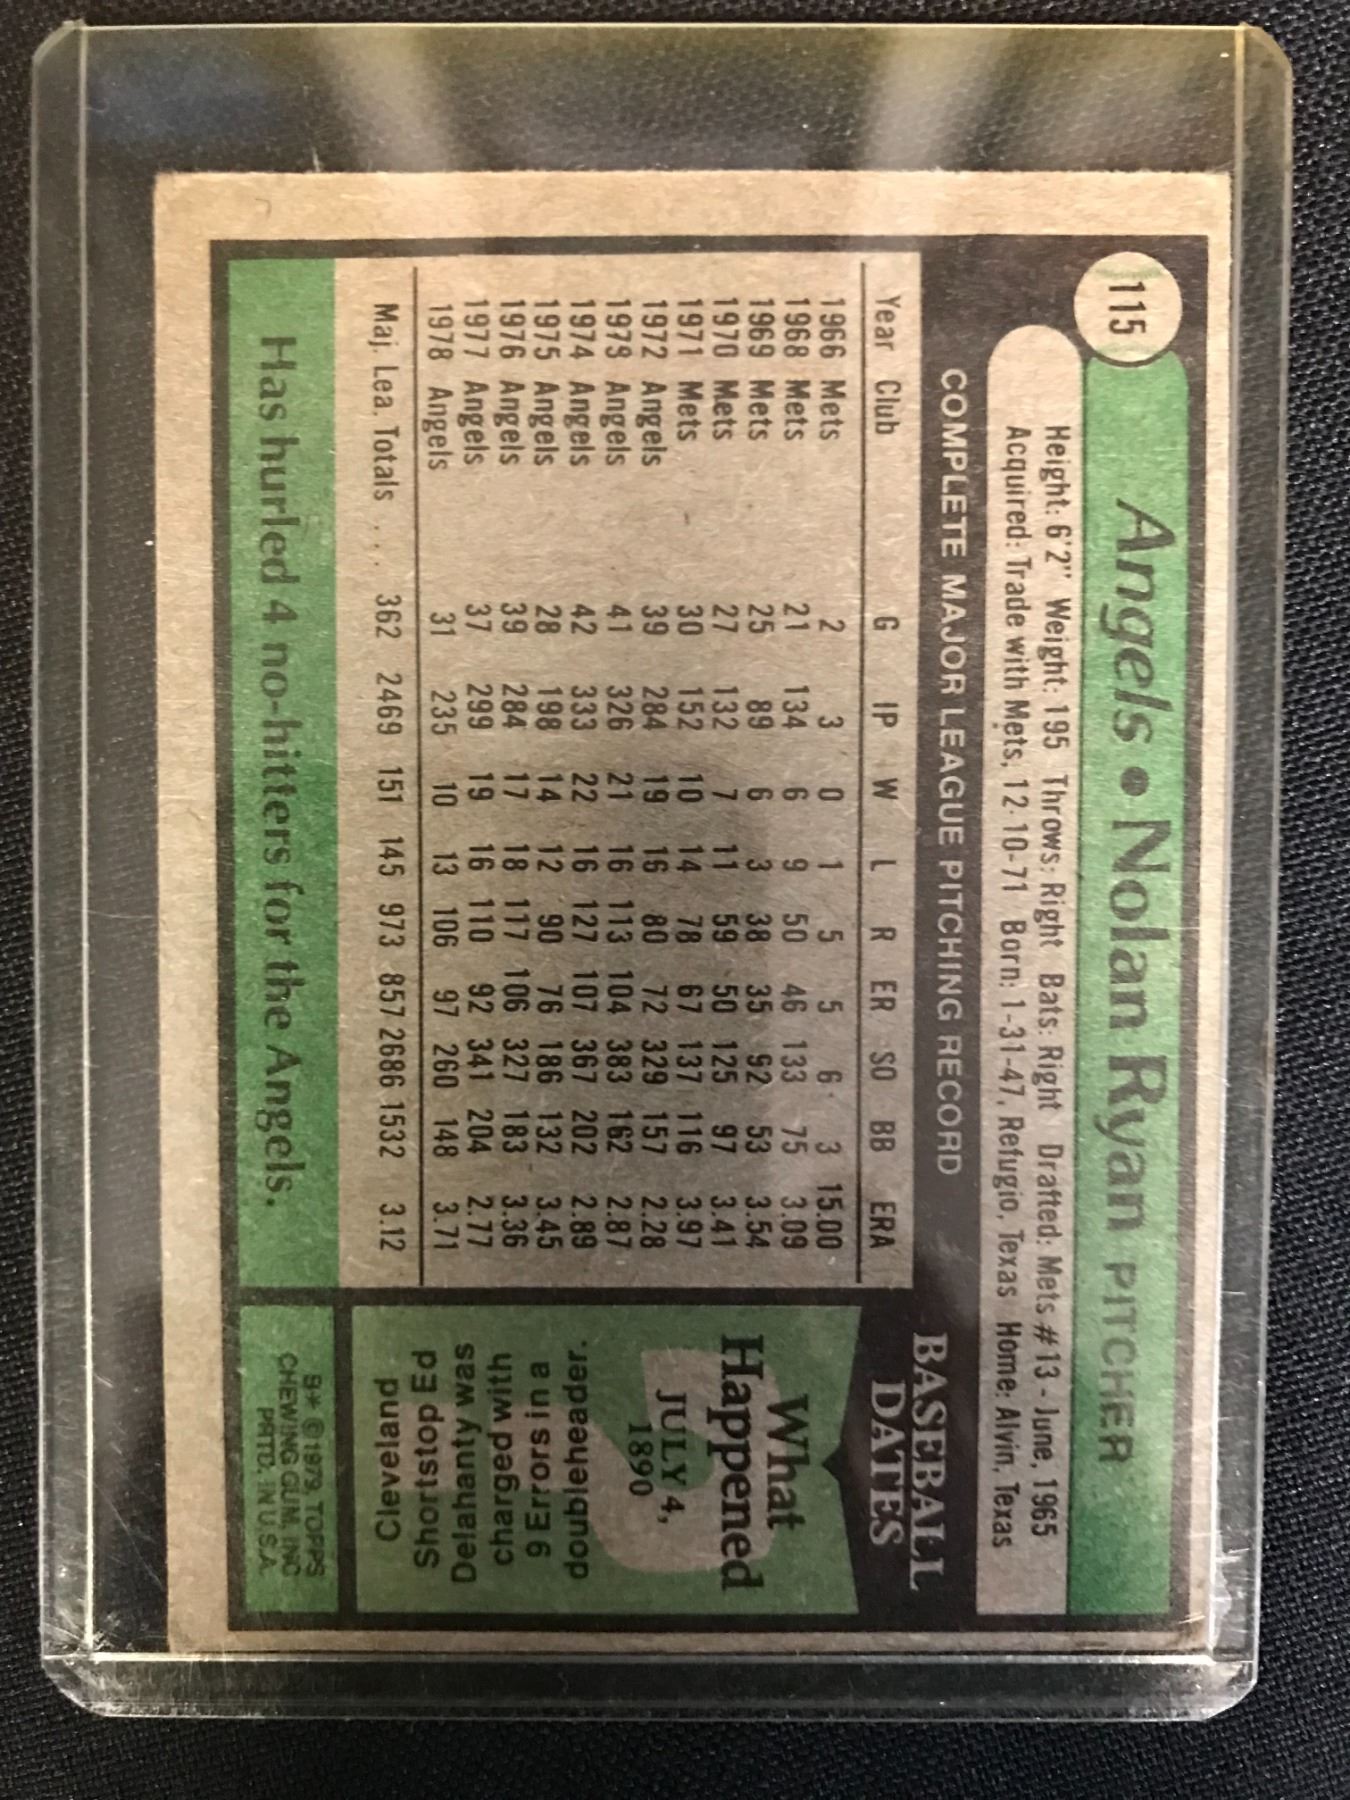 115
Angels • Nolan Ryan PITCHER
Height: 6'2" Weight: 195 Throws: Right Bats: Right Drafted: Mets #13 - June, 1965
Acquired: Trade with Mets, 12-10-71 Born: 1-31-47, Refugio, Texas Home: Alvin, Texas
COMPLETE MAJOR LEAGUE PITCHING RECORD
Year Club G IP W L R ER SO BB ERA
1966 Mets 2 3 0 1 5 5 6 3 15.00
1968 Mets 21 134 6 9 50 46 133 75 3.09
1969 Mets 25 89 6 3 38 35 92 53 3.54
1970 Mets 27 132 7 11 59 50 125 97 3.41
1971 Mets 30 152 10 14 78 67 137 116 3.97
1972 Angels 39 284 19 16 80 72 329 157 2.28
1973 Angels 41 326 21 16 113 104 383 162 2.87
1974 Angels 42 333 22 16 127 107 367 202 2.89
1975 Angels 28 198 14 12 90 76 186 132 3.45
1976 Angels 39 284 17 18 117 106 327 183 3.36
1977 Angels 37 299 19 16 110 92 341 204 2.77
1978 Angels 31 235 10 13 106 97 260 148 3.71
Maj. Lea. Totals . . . 362 2469 151 145 973 857 2686 1532 3.12
Has hurled 4 no-hitters for the Angels.
BASEBALL
DATES
What
Happened
JULY 4,
1890
Cleveland
Shortstop Ed
Delahanty was
charged with
9 Errors in a
doubleheader.
B** © 1979, TOPPS
CHEWING GUM, INC.
PRTD. IN U.S.A.